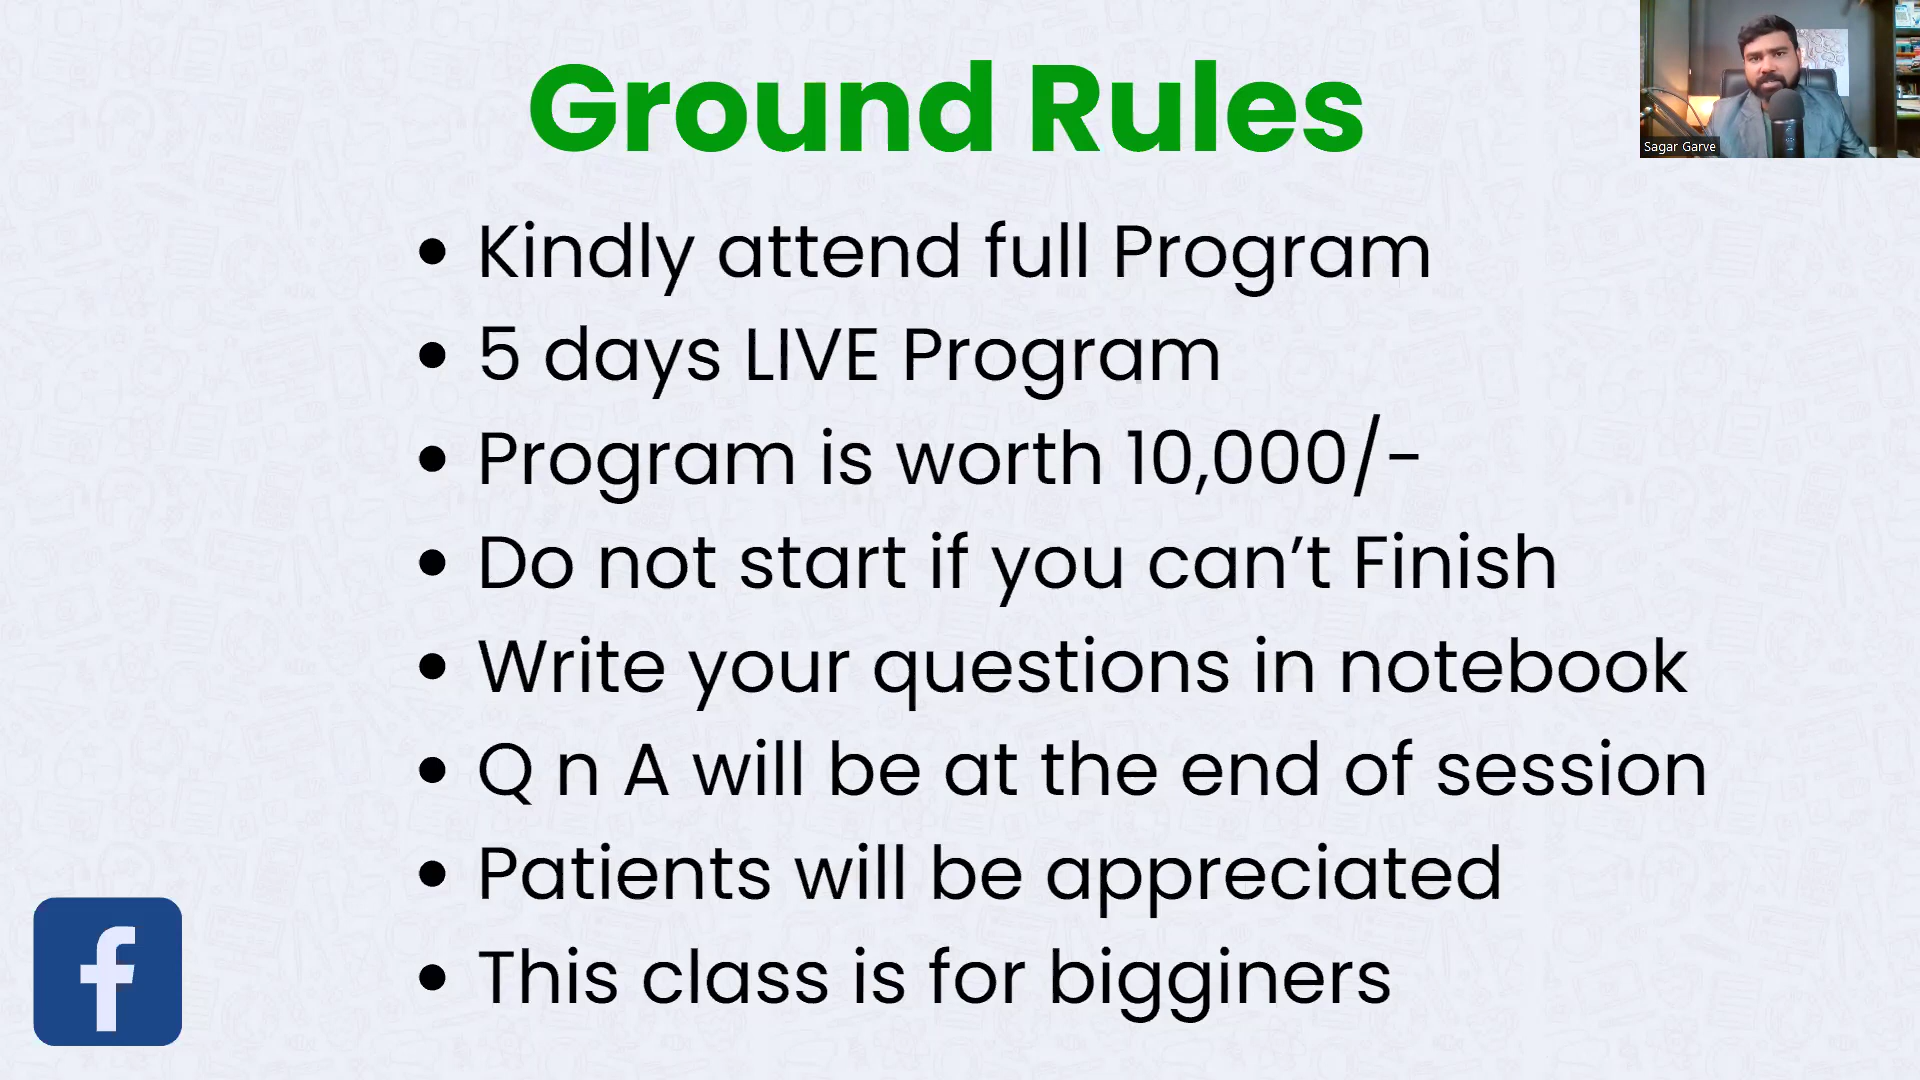 Ground Rules
Sagar Garve
• Kindly attend full Program
• 5 days LIVE Program
• Program is worth 10,000/-
• Do not start if you can’t Finish
• Write your questions in notebook
• Q n A will be at the end of session
• Patients will be appreciated
• This class is for bigginers
f